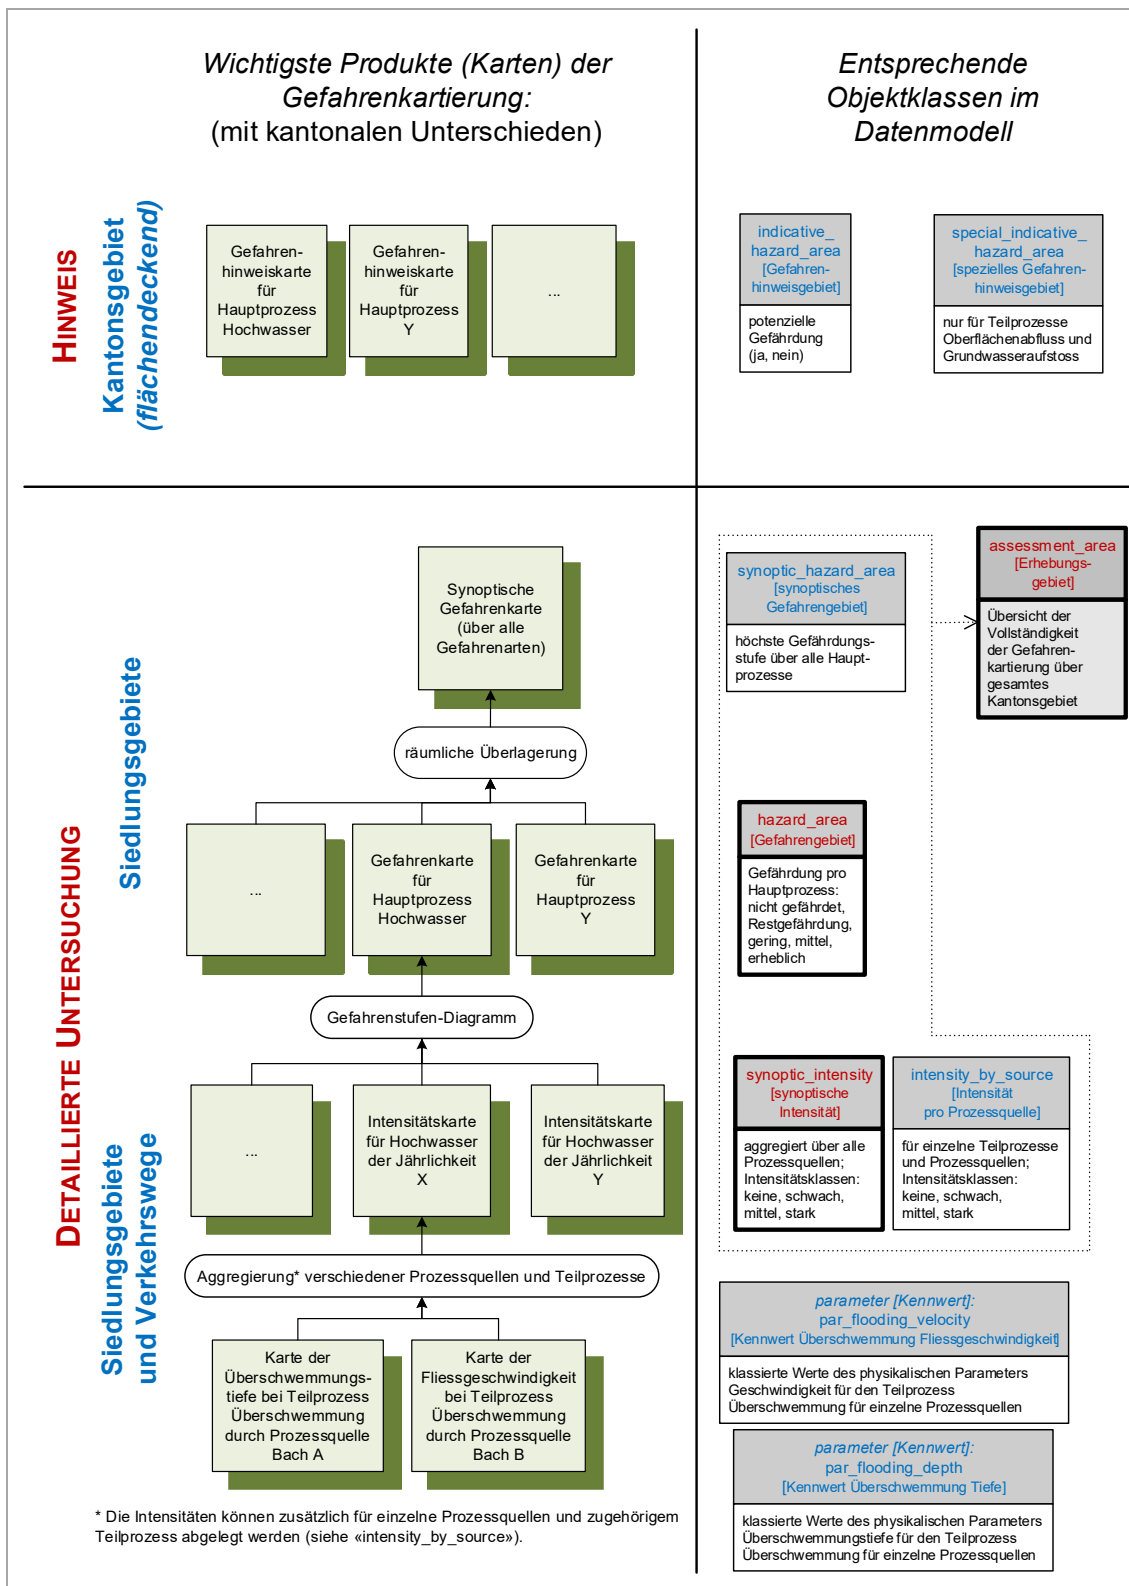 Wichtigste Produkte (Karten) der
Gefahrenkartierung:
(mit kantonalen Unterschieden)
Entsprechende
Objektklassen im
Datenmodell
HINWEIS
Kantonsgebiet
(flächendeckend)
Gefahren-
hinweiskarte
für
Hauptprozess
Hochwasser
Gefahren-
hinweiskarte
für
Hauptprozess
Y
...
indicative_
hazard_area
[Gefahren-
hinweisgebiet]
potenzielle
Gefährdung
(ja, nein)
special_indicative_
hazard_area
[spezielles Gefahren-
hinweisgebiet]
nur für Teilprozesse
Oberflächenabfluss und
Grundwasseraufstoss
DETAILLIERTE UNTERSUCHUNG
Siedlungsgebiete
Synoptische
Gefahrenkarte
(über alle
Gefahrenarten)
räumliche Überlagerung
...
Gefahrenkarte
für
Hauptprozess
Hochwasser
Gefahrenkarte
für
Hauptprozess
Y
Gefahrenstufen-Diagramm
synoptic_hazard_area
[synoptisches
Gefahrengebiet]
höchste Gefährdungs-
stufe über alle Haupt-
prozesse
assessment_area
[Erhebungs-
gebiet]
Übersicht der
Vollständigkeit
der Gefahren-
kartierung über
gesamtes
Kantonsgebiet
hazard_area
[Gefahrengebiet]
Gefährdung pro
Hauptprozess:
nicht gefährdet,
Restgefährdung,
gering, mittel,
erheblich
Siedlungsgebiete
und Verkehrswege
...
Intensitätskarte
für Hochwasser
der Jährlichkeit
X
Intensitätskarte
für Hochwasser
der Jährlichkeit
Y
Aggregierung* verschiedener Prozessquellen und Teilprozesse
Karte der
Überschwemmungs-
tiefe bei Teilprozess
Überschwemmung
durch Prozessquelle
Bach A
Karte der
Fliessgeschwindigkeit
bei Teilprozess
Überschwemmung
durch Prozessquelle
Bach B
synoptic_intensity
[synoptische
Intensität]
aggregiert über alle
Prozessquellen;
Intensitätsklassen:
keine, schwach,
mittel, stark
intensity_by_source
[Intensität
pro Prozessquelle]
für einzelne Teilprozesse
und Prozessquellen;
Intensitätsklassen:
keine, schwach,
mittel, stark
parameter [Kennwert]:
par_flooding_velocity
[Kennwert Überschwemmung Fliessgeschwindigkeit]
klassierte Werte des physikalischen Parameters
Geschwindigkeit für den Teilprozess
Überschwemmung für einzelne Prozessquellen
parameter [Kennwert]:
par_flooding_depth
[Kennwert Überschwemmung Tiefe]
klassierte Werte des physikalischen Parameters
Überschwemmungstiefe für den Teilprozess
Überschwemmung für einzelne Prozessquellen
* Die Intensitäten können zusätzlich für einzelne Prozessquellen und zugehörigem
Teilprozess abgelegt werden (siehe «intensity_by_source»).